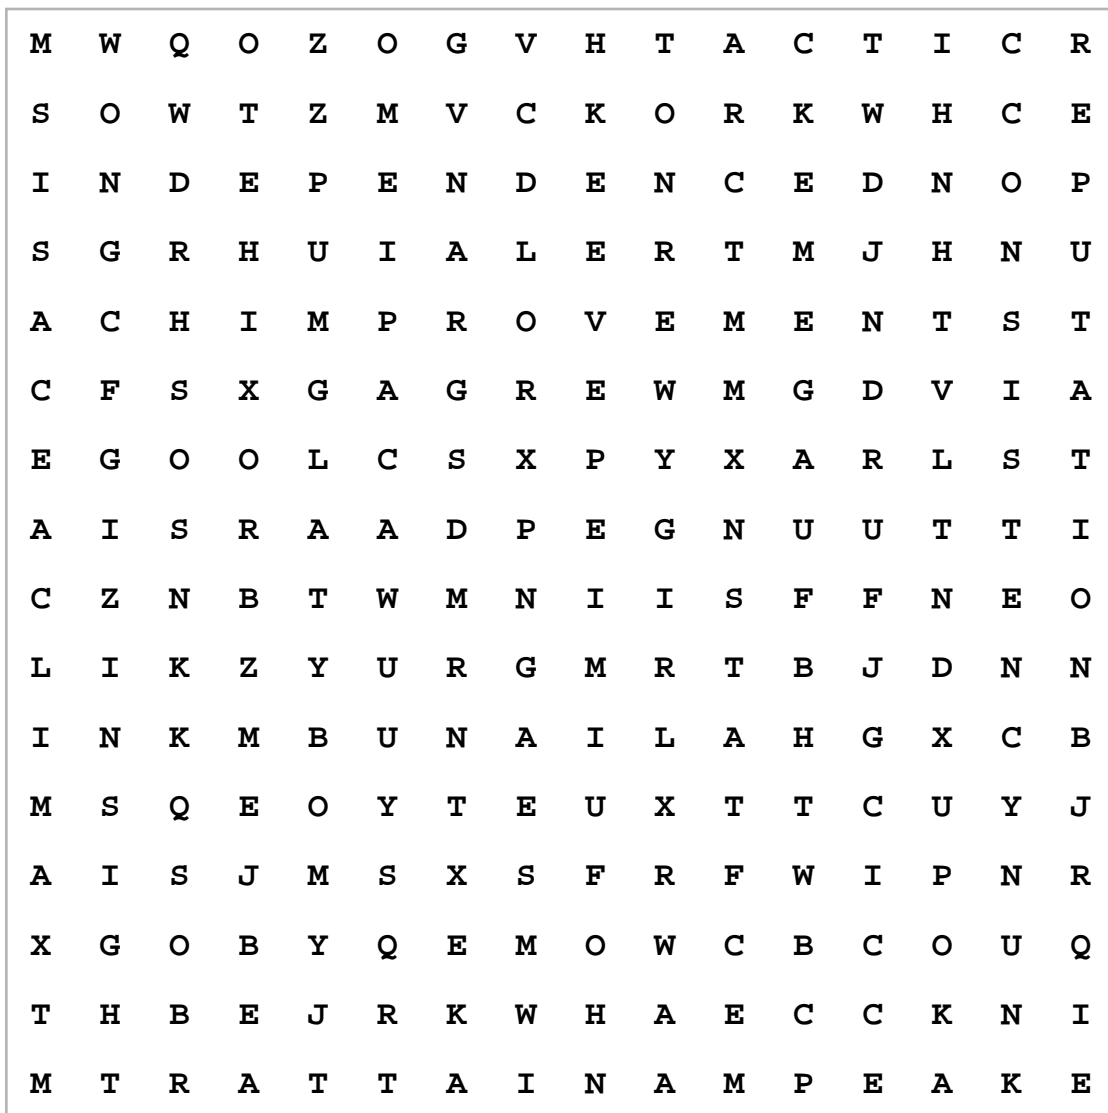 M W Q O Z O G V H T A C T I C R
S O W T Z M V C K O R K W H C E
I N D E P E N D E N C E D N O P
S G R H U I A L E R T M J H N U
A C H I M P R O V E M E N T S T
C F S X G A G R E W M G D V I A
E G O O L C S X P Y X A R L S T
A I S R A A D P E G N U U T T I
C Z N B T W M N I I S F F N E O
L I K Z Y U R G M R T B J D N N
I N K M B U N A I L A H G X C B
M S Q E O Y T E U X T T C U Y J
A I S J M S X S F R F W I P N R
X G O B Y Q E M O W C B C O U Q
T H B E J R K W H A E C C K N I
M T R A T T A I N A M P E A K E